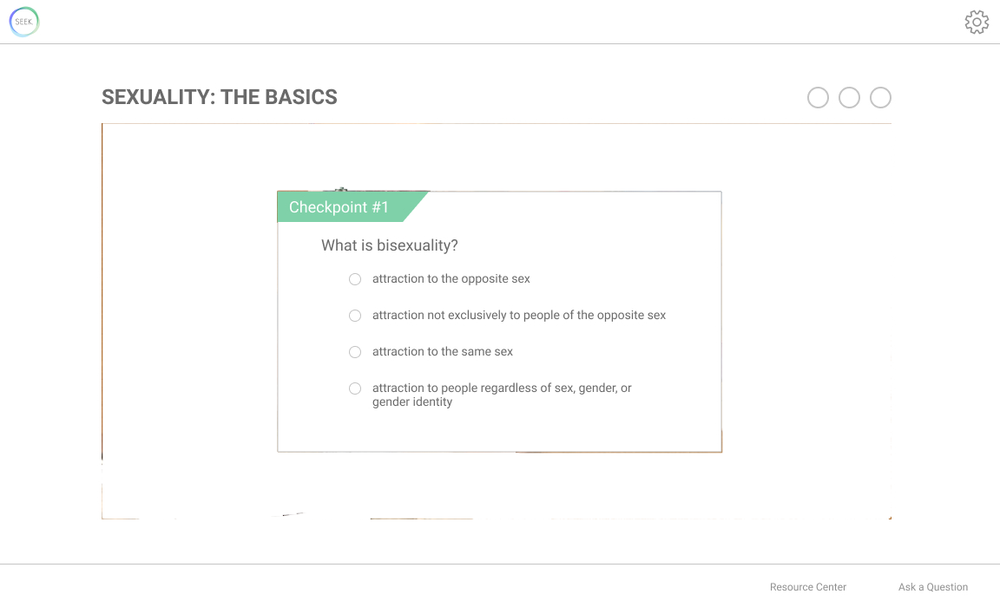 SEEK.
SEXUALITY: THE BASICS
Checkpoint #1
What is bisexuality?
attraction to the opposite sex
attraction not exclusively to people of the opposite sex
attraction to the same sex
attraction to people regardless of sex, gender, or
gender identity
Resource Center
Ask a Question